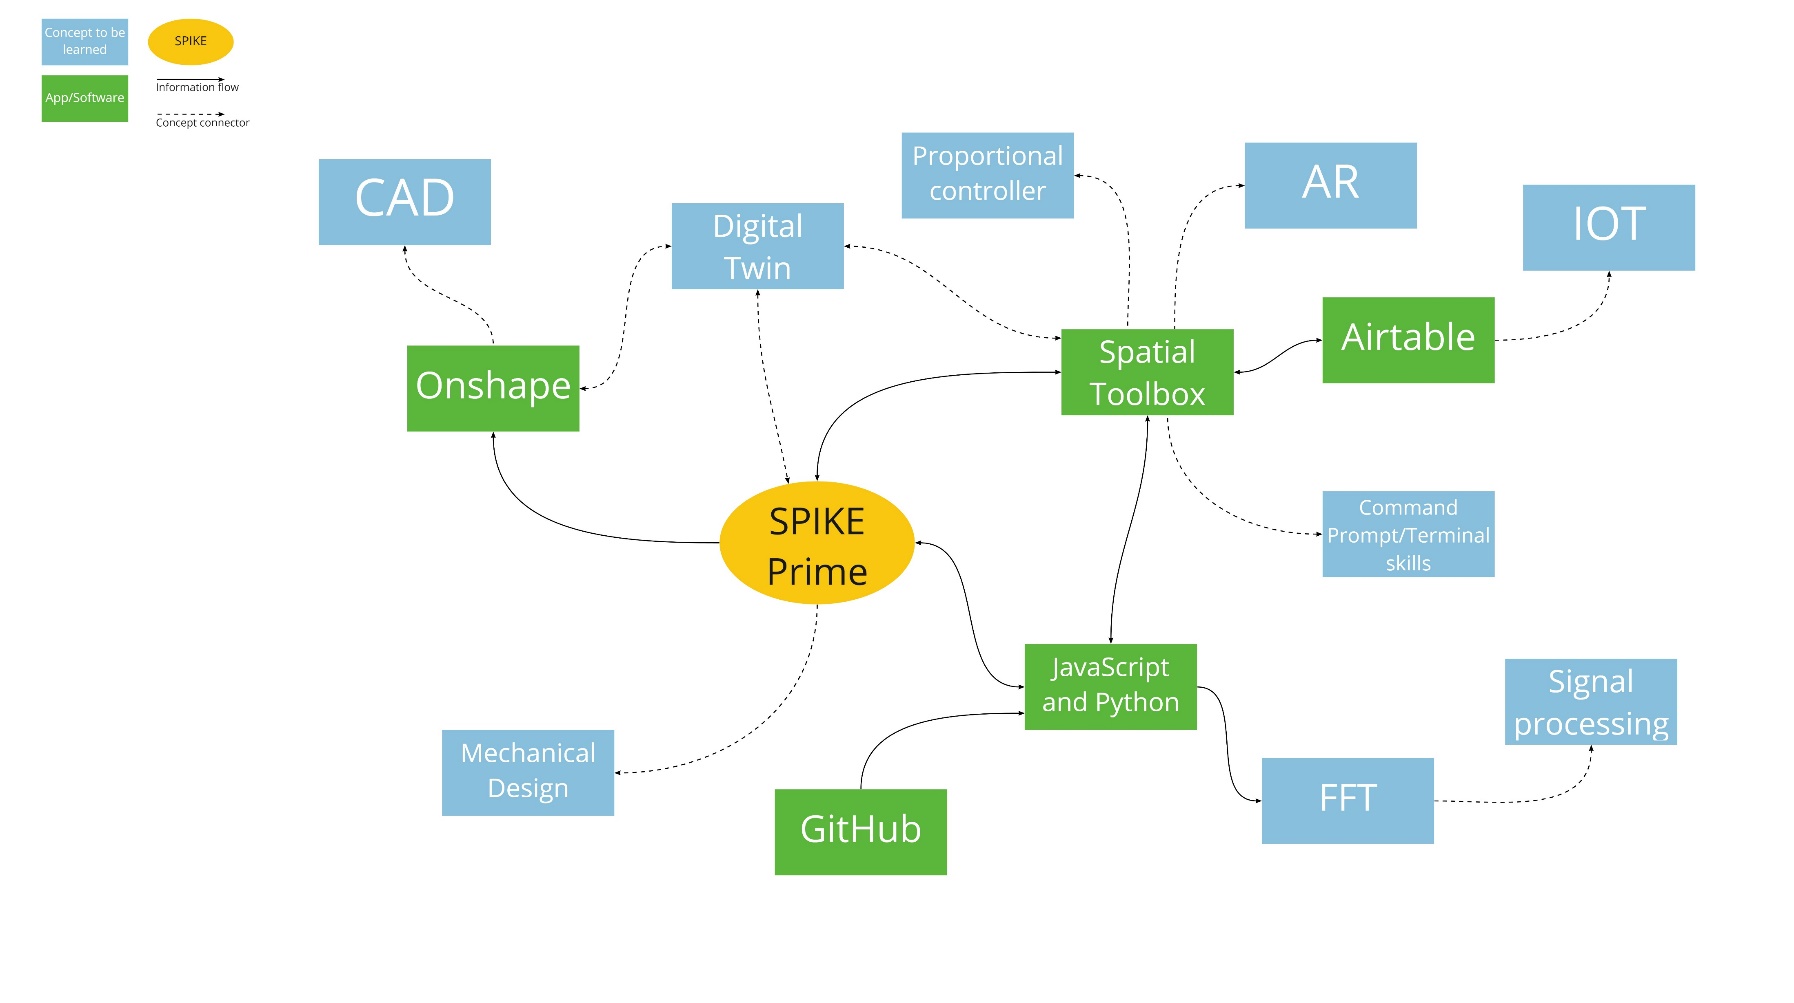 Concept to be
learned
SPIKE
App/Software
Information flow
Concept connector
CAD
Digital
Twin
Proportional
controller
AR
IOT
Onshape
Spatial
Toolbox
Airtable
SPIKE
Prime
Command
Prompt/Terminal
skills
JavaScript
and Python
Signal
processing
Mechanical
Design
GitHub
FFT